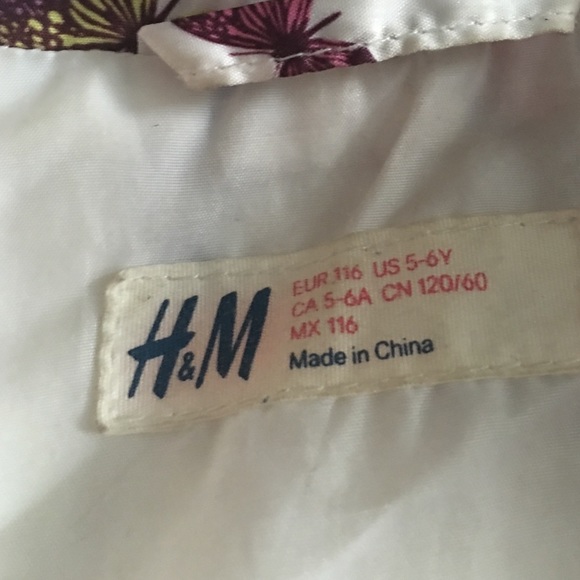 H&M
EUR.116 US 5-6Y
CA 5-6A CN 120/60
MX 116
Made in China